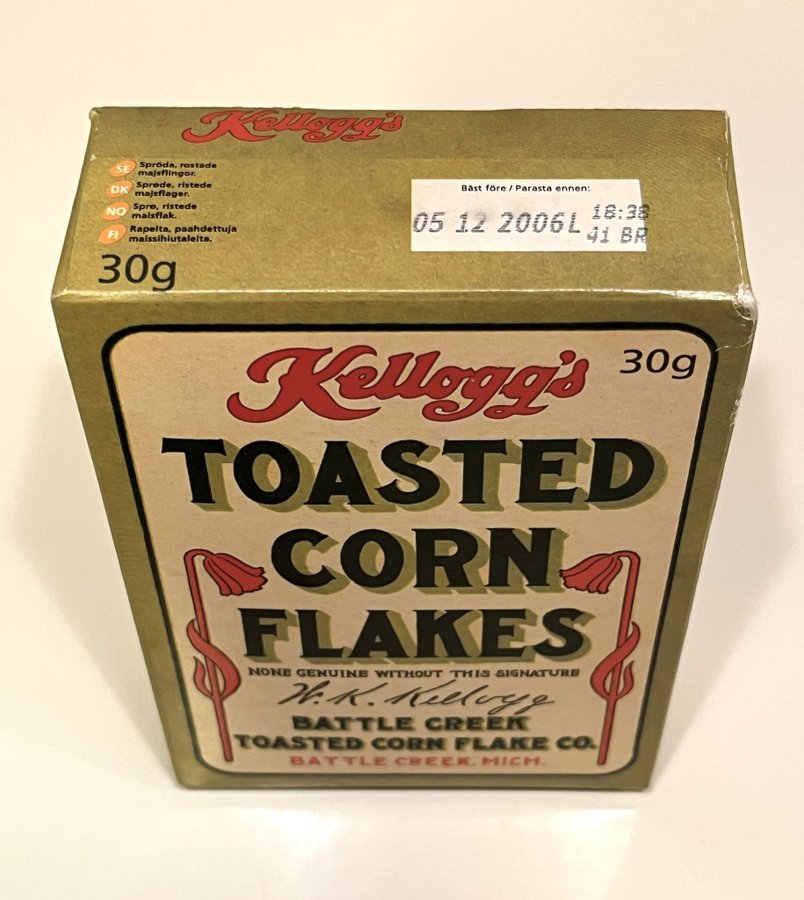 Kellogg's
SE Spröda, rostade
majsflingor.
DK Sprøde, ristede
majsflager.
NO Sprø, ristede
maisflak.
FI Rapeita, paahdettuja
maissihiutaleita.
30g
Bäst före / Parasta ennen:
05 12 2006L 18:38
41 BR
Kellogg's
30g
TOASTED
CORN
FLAKES
NONE GENUINE WITHOUT THIS SIGNATURE
W. K. Kellogg
BATTLE CREEK
TOASTED CORN FLAKE CO.
BATTLE CREEK, MICH.